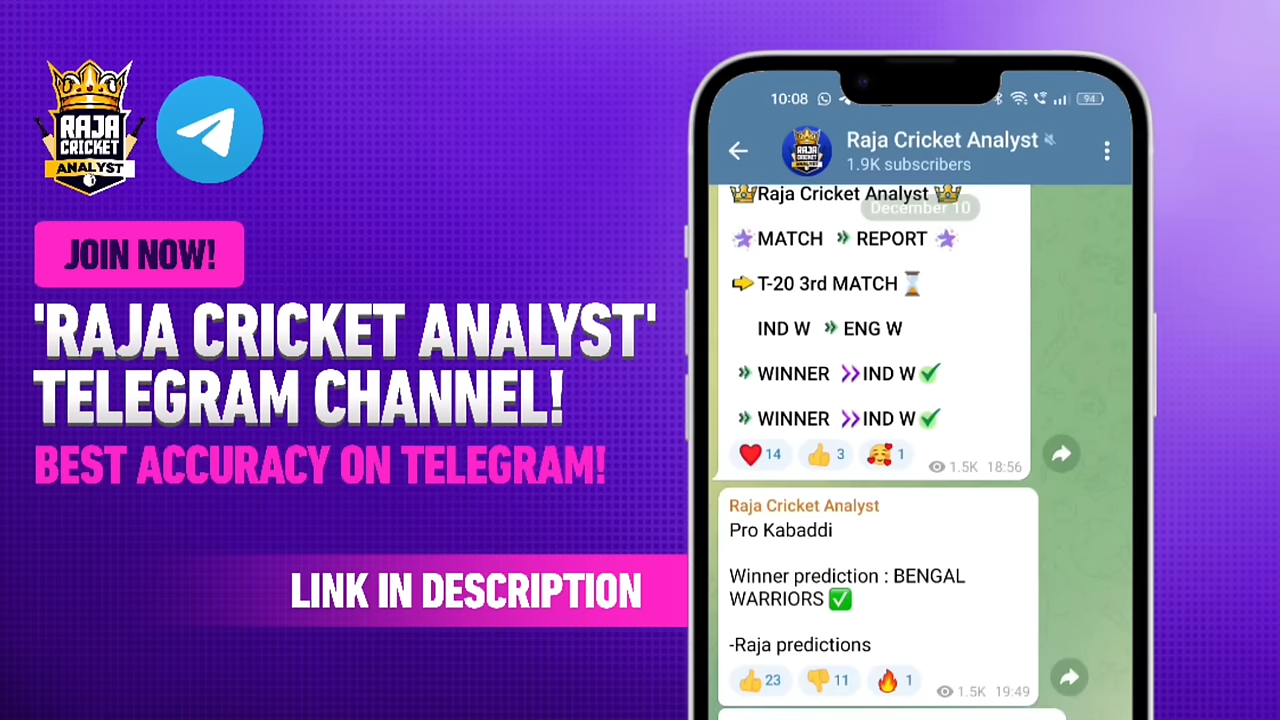 RAJA
CRICKET
ANALYST
JOIN NOW!
'RAJA CRICKET ANALYST'
TELEGRAM CHANNEL!
BEST ACCURACY ON TELEGRAM!
LINK IN DESCRIPTION
10:08
94
RAJA
CRICKET
ANALYST
Raja Cricket Analyst
1.9K subscribers
👑Raja Cricket Analyst 👑
December 10
MATCH » REPORT
T-20 3rd MATCH ⌛
IND W » ENG W
» WINNER »IND W✅
» WINNER »IND W✅
❤️ 14 👍 3 🥰 1 1.5K 18:56
Raja Cricket Analyst
Pro Kabaddi
Winner prediction : BENGAL
WARRIORS ✅
-Raja predictions
👍 23 👎 11 🔥 1 1.5K 19:49